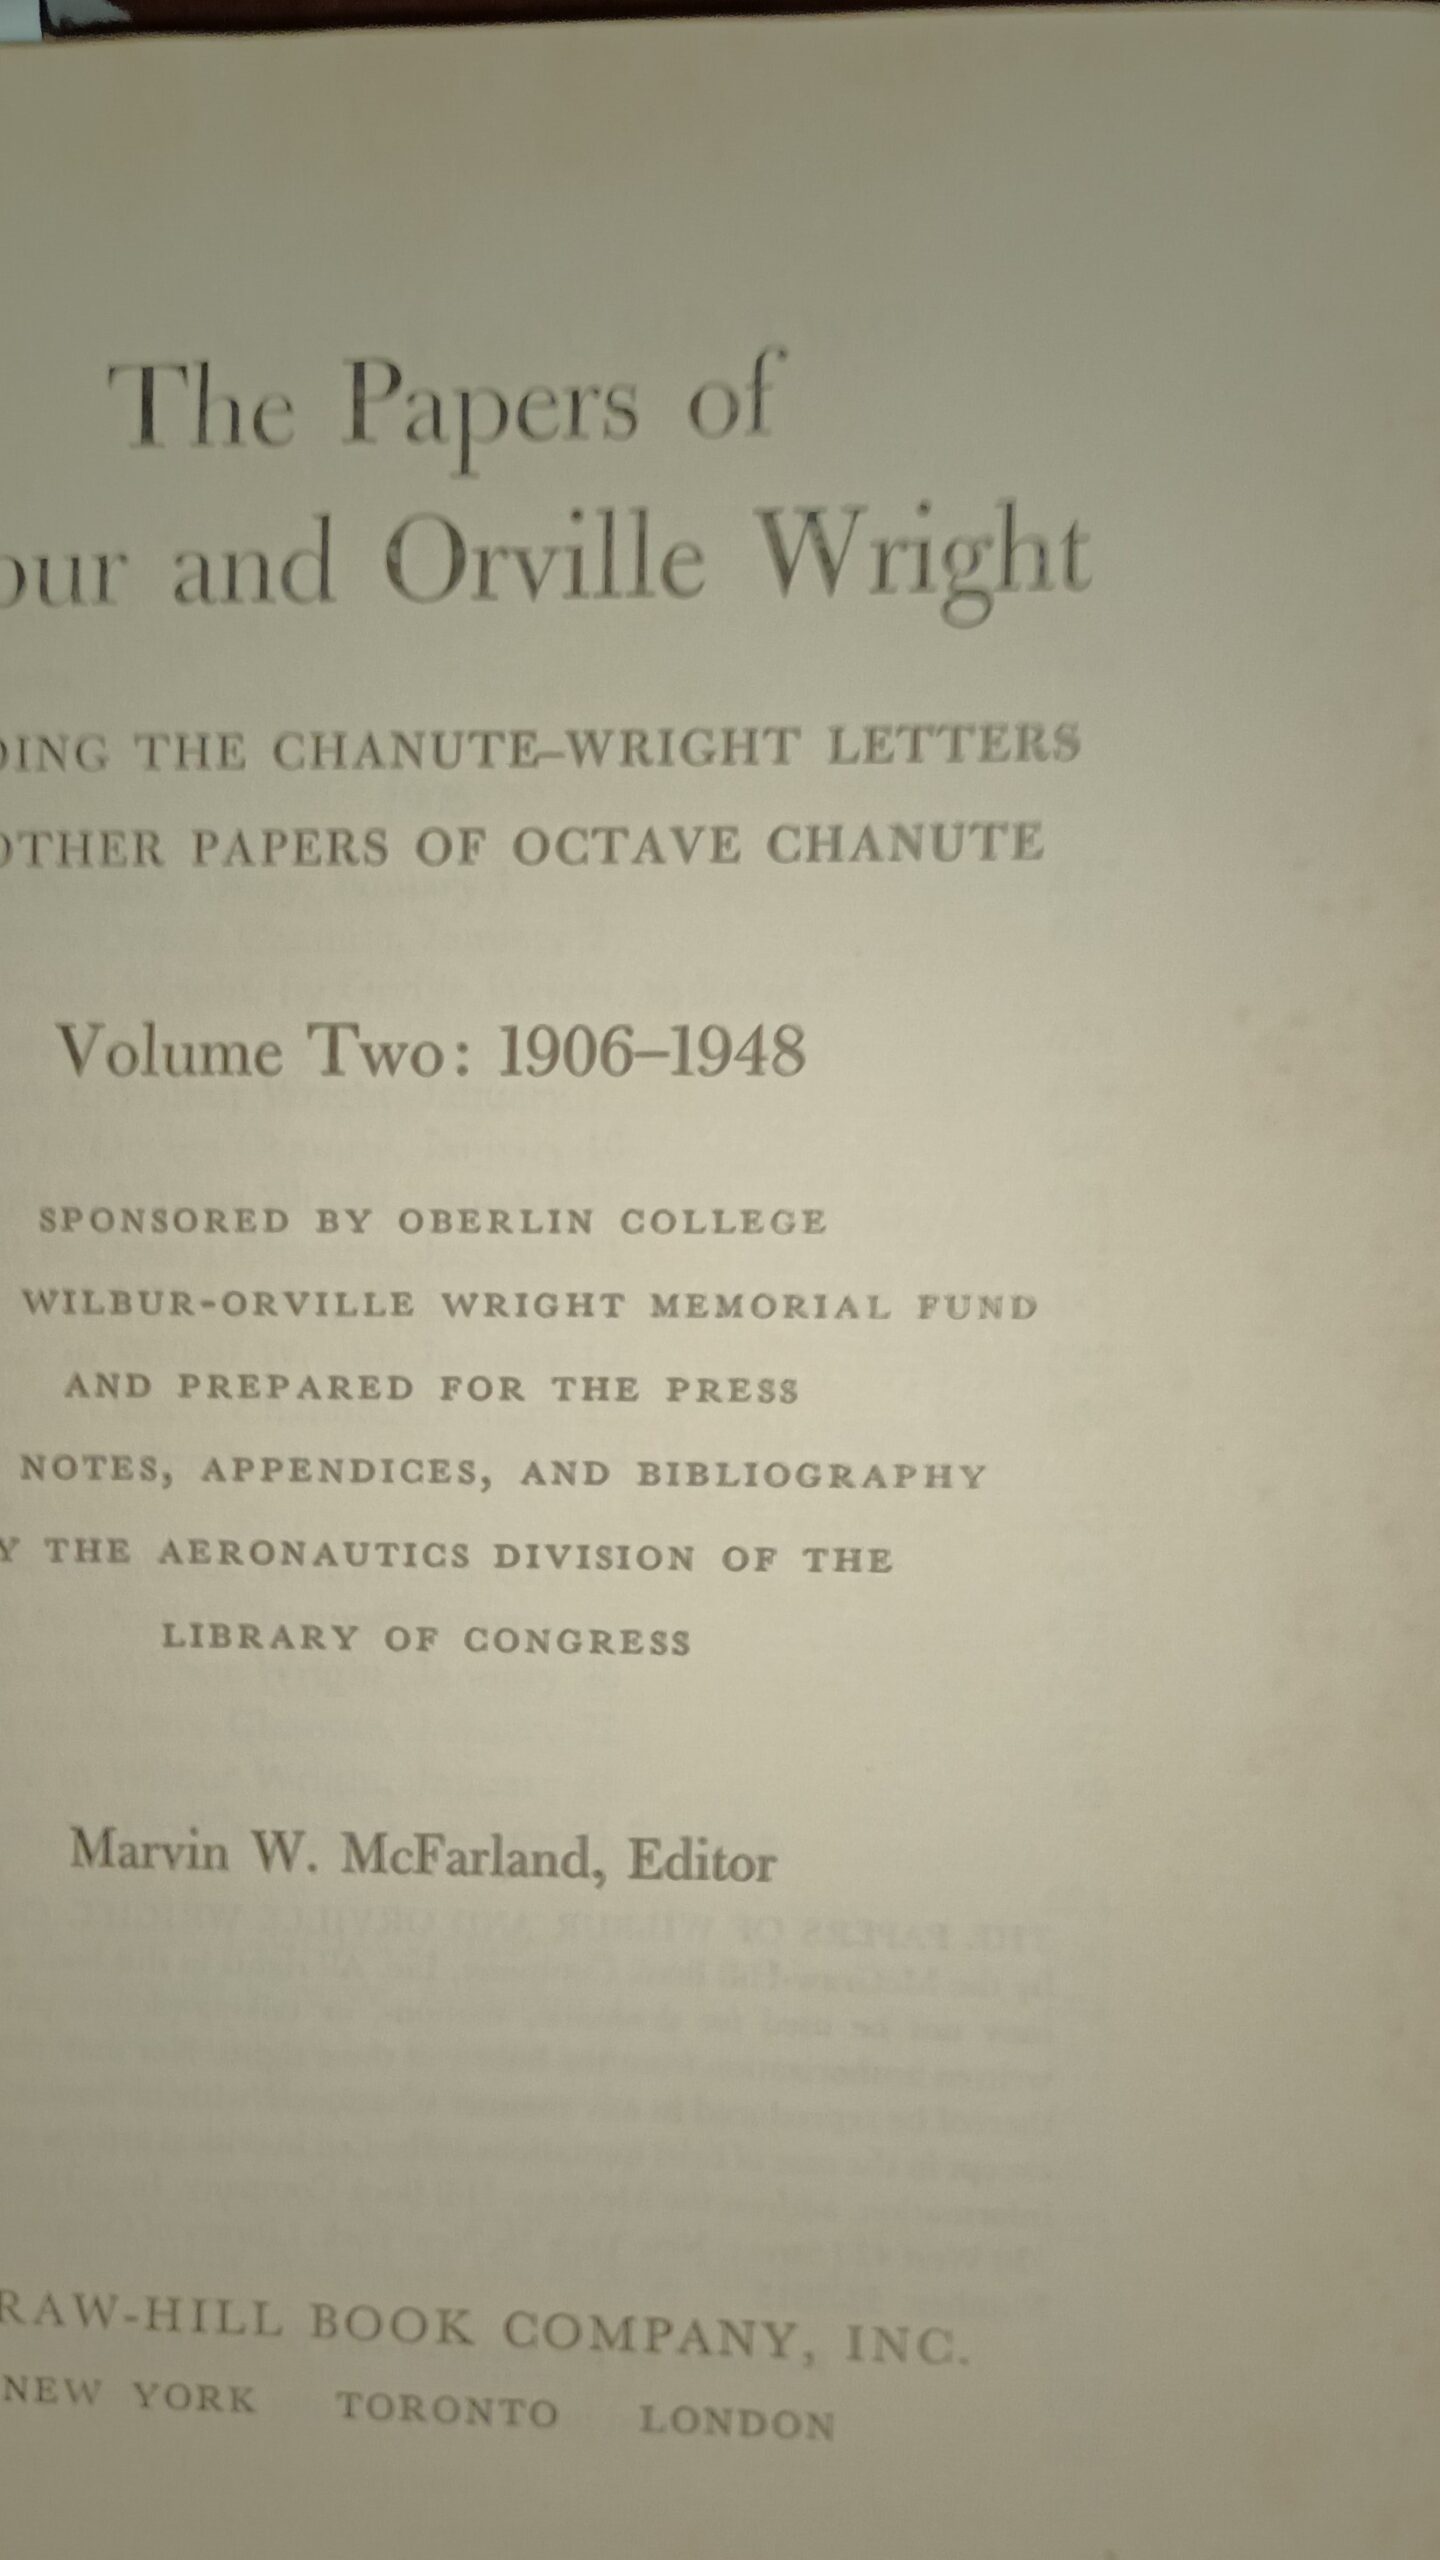 The Papers of
our and Orville Wright
DING THE CHANUTE–WRIGHT LETTERS
OTHER PAPERS OF OCTAVE CHANUTE
Volume Two: 1906–1948
SPONSORED BY OBERLIN COLLEGE
WILBUR-ORVILLE WRIGHT MEMORIAL FUND
AND PREPARED FOR THE PRESS
NOTES, APPENDICES, AND BIBLIOGRAPHY
Y THE AERONAUTICS DIVISION OF THE
LIBRARY OF CONGRESS
Marvin W. McFarland, Editor
RAW-HILL BOOK COMPANY, INC.
NEW YORK TORONTO LONDON